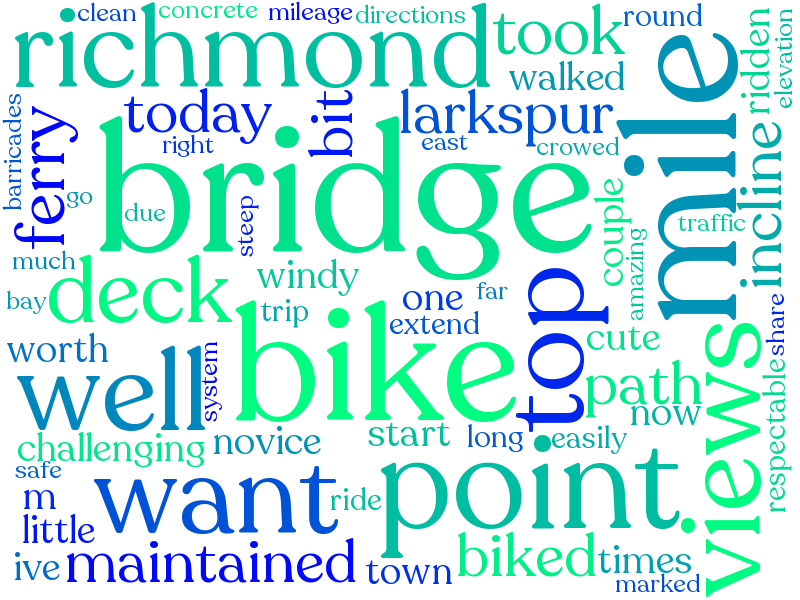 clean concrete mileage directions round
richmond took
walked
ridden
elevation
mile
barricades
ferry
today
bit
larkspur
right
east
crowed
incline
bridge
go
due
steep
couple
traffic
amazing
much
bay
deck
windy
trip
one
far
extend
top
cute
share
worth
well
system
bike
path
now
views
respectable
challenging
novice
start
long
easily
safe
m
want
ride
point
little
ive
maintained
town
biked
times
marked